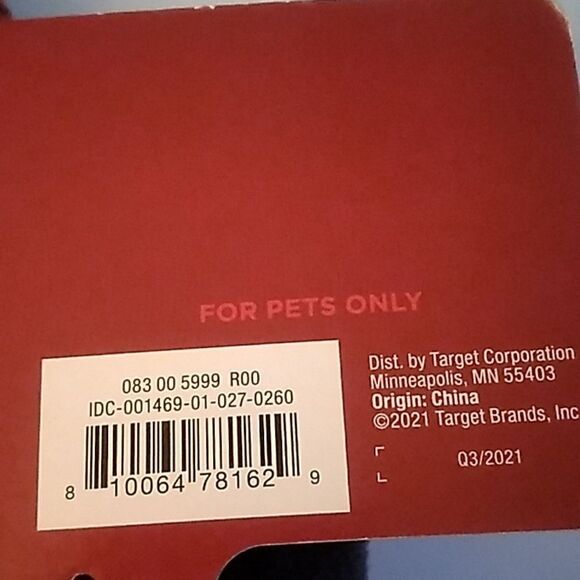 FOR PETS ONLY
083 00 5999 R00
IDC-001469-01-027-0260
8 10064 78162 9
Dist. by Target Corporation
Minneapolis, MN 55403
Origin: China
©2021 Target Brands, Inc
Q3/2021